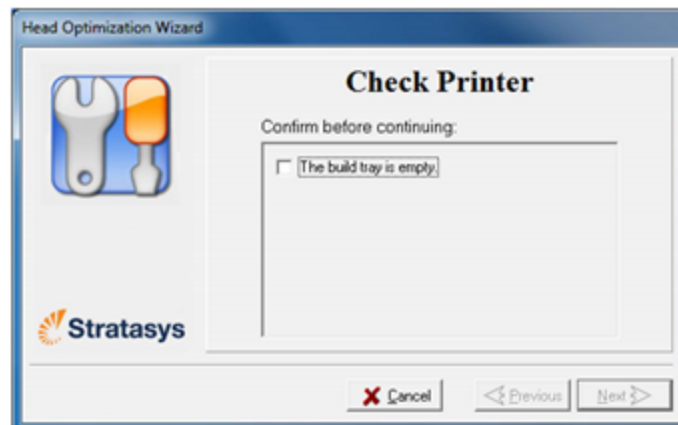 Head Optimization Wizard
Check Printer
Confirm before continuing:
The build tray is empty.
Stratasys
Cancel
Previous
Next